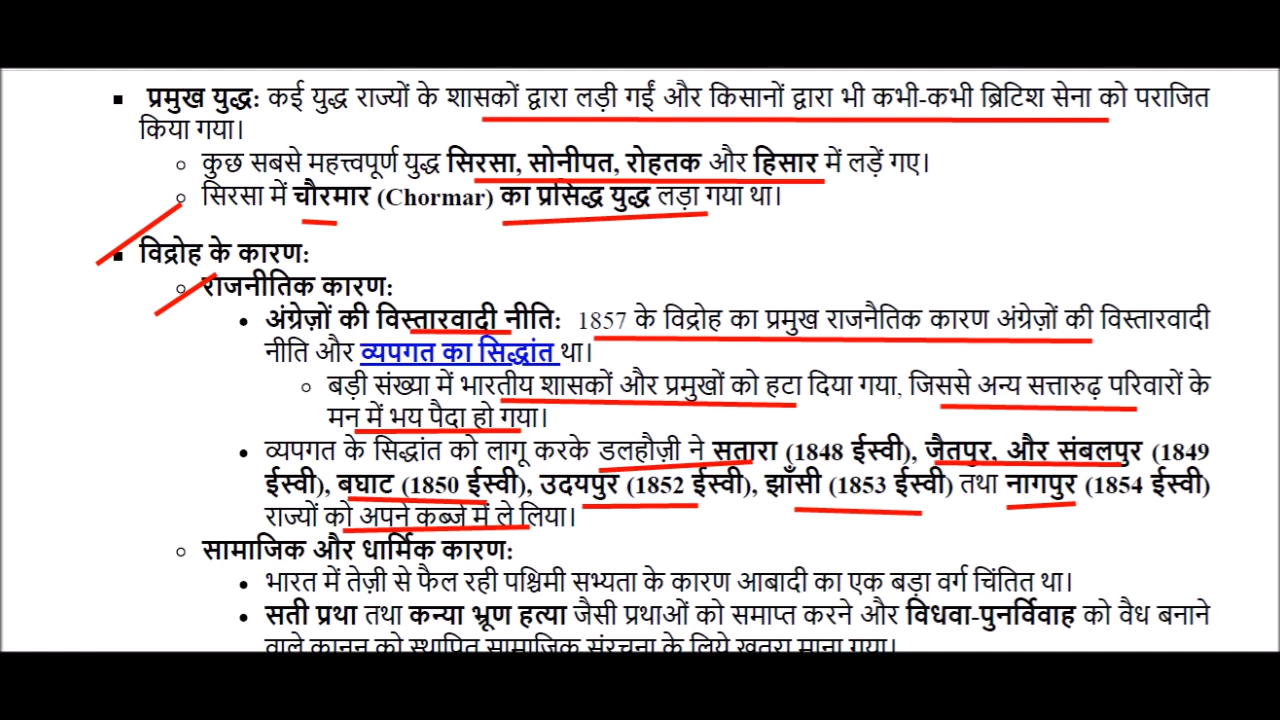 ▪ प्रमुख युद्ध: कई युद्ध राज्यों के शासकों द्वारा लड़ी गईं और किसानों द्वारा भी कभी-कभी ब्रिटिश सेना को पराजित
किया गया।
○ कुछ सबसे महत्त्वपूर्ण युद्ध सिरसा, सोनीपत, रोहतक और हिसार में लड़ें गए।
○ सिरसा में चौरमार (Chormar) का प्रसिद्ध युद्ध लड़ा गया था।
▪ विद्रोह के कारण:
○ राजनीतिक कारण:
• अंग्रेज़ों की विस्तारवादी नीति: 1857 के विद्रोह का प्रमुख राजनैतिक कारण अंग्रेज़ों की विस्तारवादी
नीति और व्यपगत का सिद्धांत था।
○ बड़ी संख्या में भारतीय शासकों और प्रमुखों को हटा दिया गया, जिससे अन्य सत्तारुढ़ परिवारों के
मन में भय पैदा हो गया।
• व्यपगत के सिद्धांत को लागू करके डलहौज़ी ने सतारा (1848 ईस्वी), जैतपुर, और संबलपुर (1849
ईस्वी), बघाट (1850 ईस्वी), उदयपुर (1852 ईस्वी), झाँसी (1853 ईस्वी) तथा नागपुर (1854 ईस्वी)
राज्यों को अपने कब्जे में ले लिया।
○ सामाजिक और धार्मिक कारण:
• भारत में तेज़ी से फैल रही पश्चिमी सभ्यता के कारण आबादी का एक बड़ा वर्ग चिंतित था।
• सती प्रथा तथा कन्या भ्रूण हत्या जैसी प्रथाओं को समाप्त करने और विधवा-पुनर्विवाह को वैध बनाने
वाले कानून को स्थापित सामाजिक संरचना के लिये खतरा माना गया।